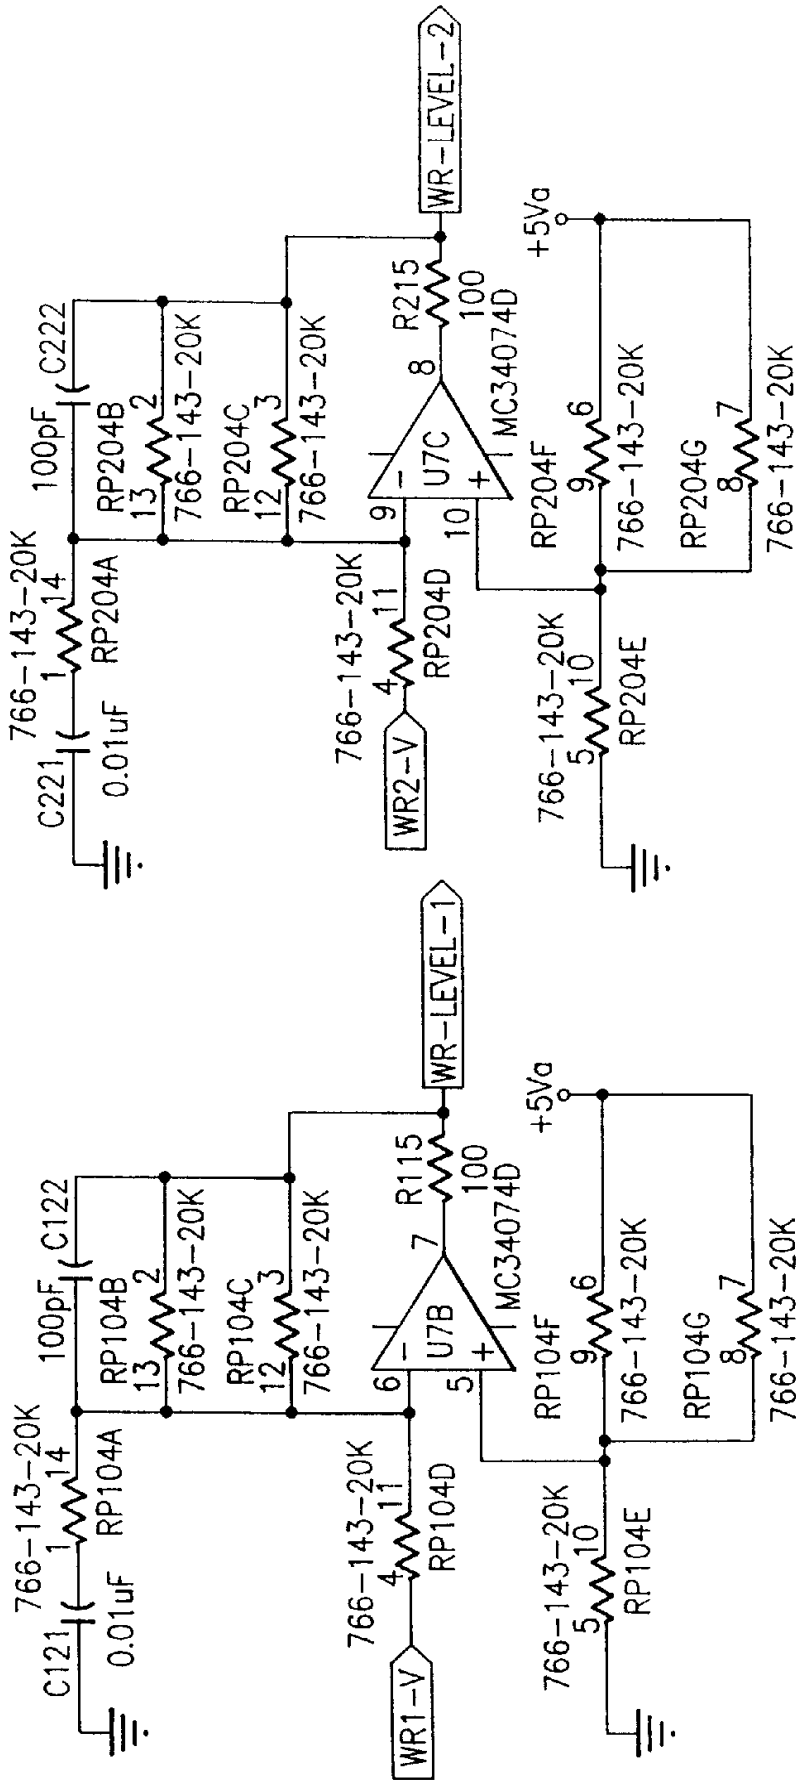 766-143-20K
C121
1
14
100pF
C122
0.01uF
RP104A
RP104B
13
2
766-143-20K
RP104C
12
3
766-143-20K
766-143-20K
4
11
RP104D
WR1-V
6
5
U7B
-
+
7
R115
100
MC34074D
WR-LEVEL-1
+5Va
RP104F
9
6
766-143-20K
766-143-20K
5
10
RP104E
RP104G
8
7
766-143-20K
766-143-20K
C221
1
14
100pF
C222
0.01uF
RP204A
RP204B
13
2
766-143-20K
RP204C
12
3
766-143-20K
766-143-20K
4
11
RP204D
WR2-V
9
10
U7C
-
+
8
R215
100
MC34074D
WR-LEVEL-2
+5Va
RP204F
9
6
766-143-20K
766-143-20K
5
10
RP204E
RP204G
8
7
766-143-20K